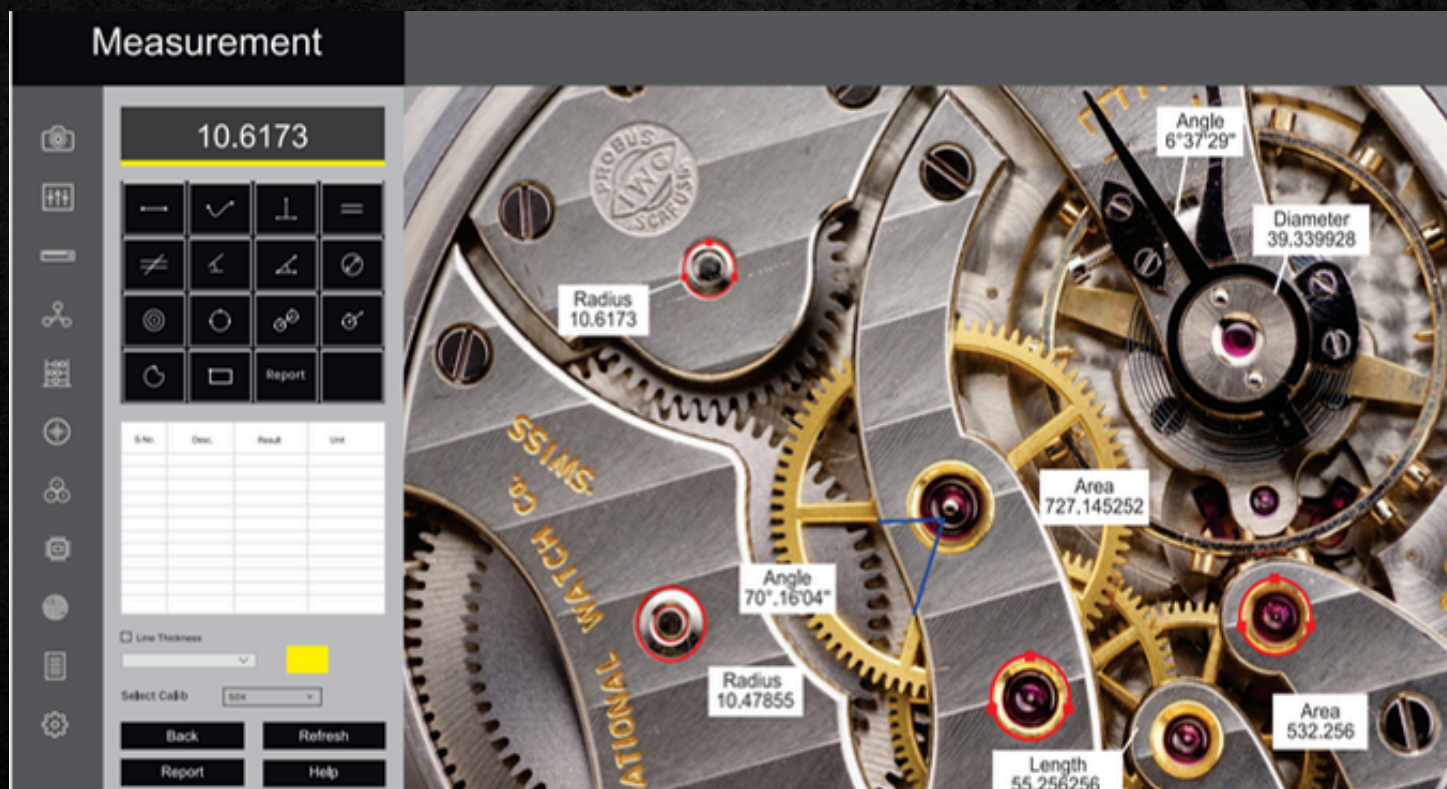 Measurement
10.6173
Report
S.No. Desc. Result Unit
Line Thickness
Select Calib 50X
Back Refresh
Report Help
PROBUS
IWG
SCAFUSIA
Radius
10.6173
Angle
6°37'29"
Diameter
39.339928
SWISS
WATCH Co.
ATIONAL
Area
727.145252
Angle
70°.16'04"
Radius
10.47855
Area
532.256
Length
55.256256